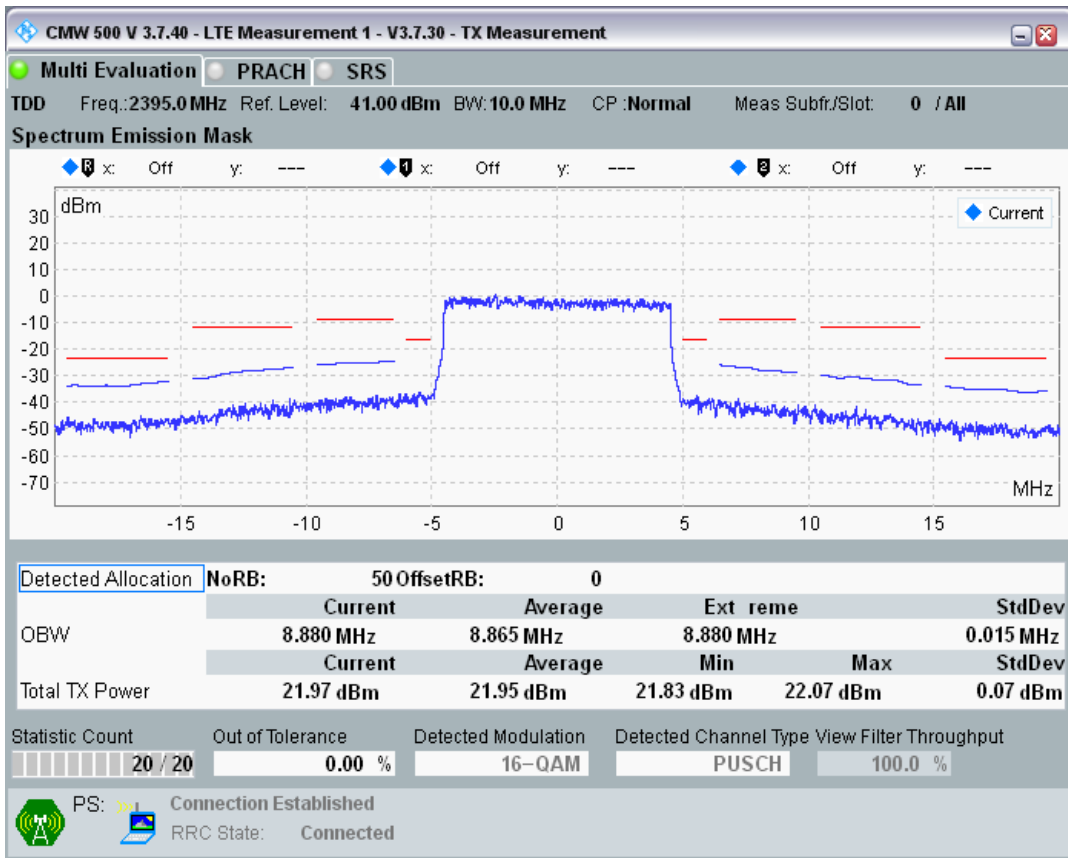 CMW 500 V 3.7.40 - LTE Measurement 1 - V3.7.30 - TX Measurement
Multi Evaluation PRACH SRS
TDD Freg.:2395.0 MHz Ref. Level: 41.00 dBm BW:10.0 MHz CP :Normal Meas Subfr./Slot: 0 / All
Spectrum Emission Mask
R x: Off y: --- 1 x: Off y: --- 2 x: Off y: ---
dBm
Current
30
20
10
0
-10
-20
-30
-40
-50
-60
-70
MHz
-15 -10 -5 0 5 10 15
Detected Allocation NoRB: 50 OffsetRB: 0
Current Average Ext reme StdDev
OBW 8.880 MHz 8.865 MHz 8.880 MHz 0.015 MHz
Current Average Min Max StdDev
Total TX Power 21.97 dBm 21.95 dBm 21.83 dBm 22.07 dBm 0.07 dBm
Statistic Count Out of Tolerance Detected Modulation Detected Channel Type View Filter Throughput
20 / 20 0.00 % 16-QAM PUSCH 100.0 %
PS: Connection Established
RRC State: Connected